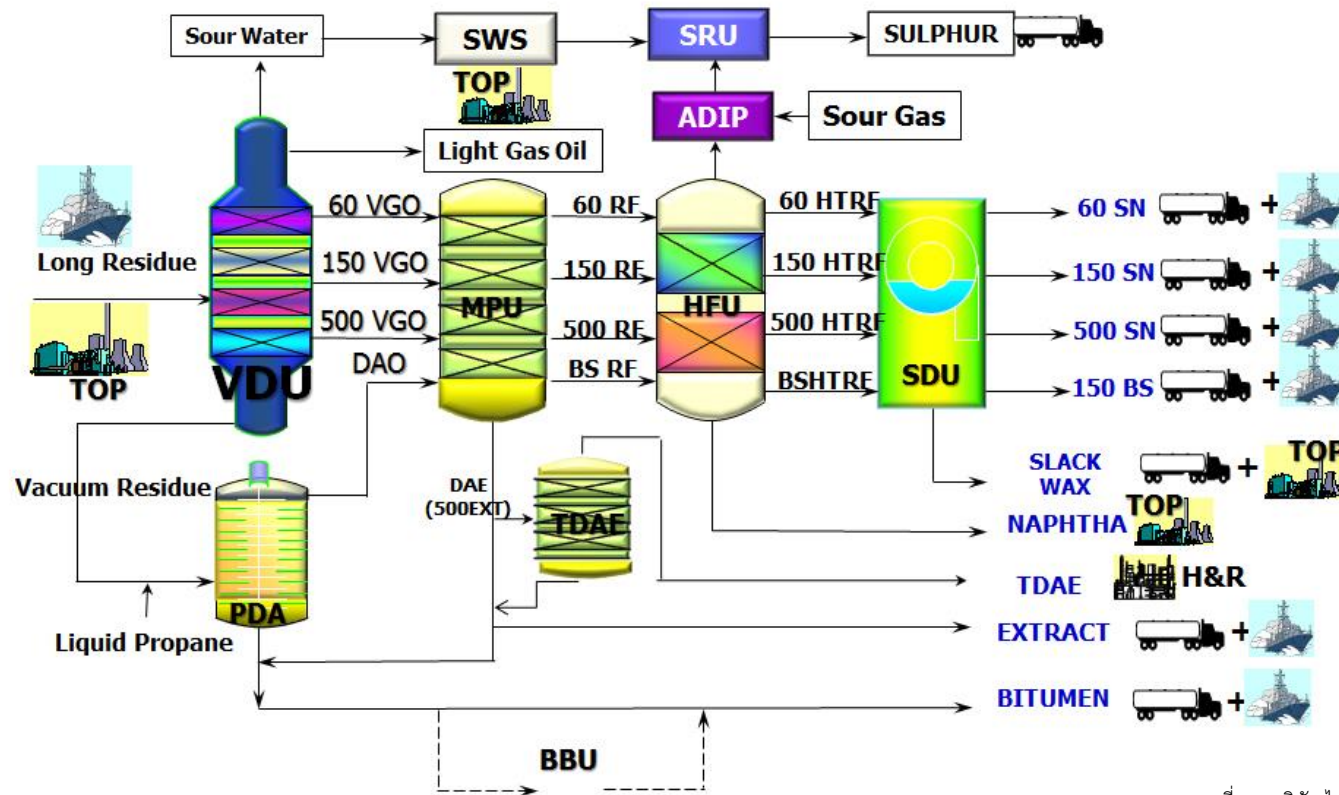 Sour Water
SWS
SRU
SULPHUR
TOP
ADIP
Sour Gas
Light Gas Oil
60 VGO
60 RF
60 HTRF
60 SN
+
Long Residue
150 VGO
150 RF
150 HTRF
150 SN
+
MPU
HFU
500 VGO
500 RF
500 HTRF
500 SN
+
TOP
VDU
DAO
BS RF
BSHTRF
SDU
150 BS
+
Vacuum Residue
DAE
(500EXT)
TDAE
SLACK
WAX
+
TOP
NAPHTHA
TOP
TDAE
H&R
PDA
Liquid Propane
EXTRACT
+
BITUMEN
+
BBU